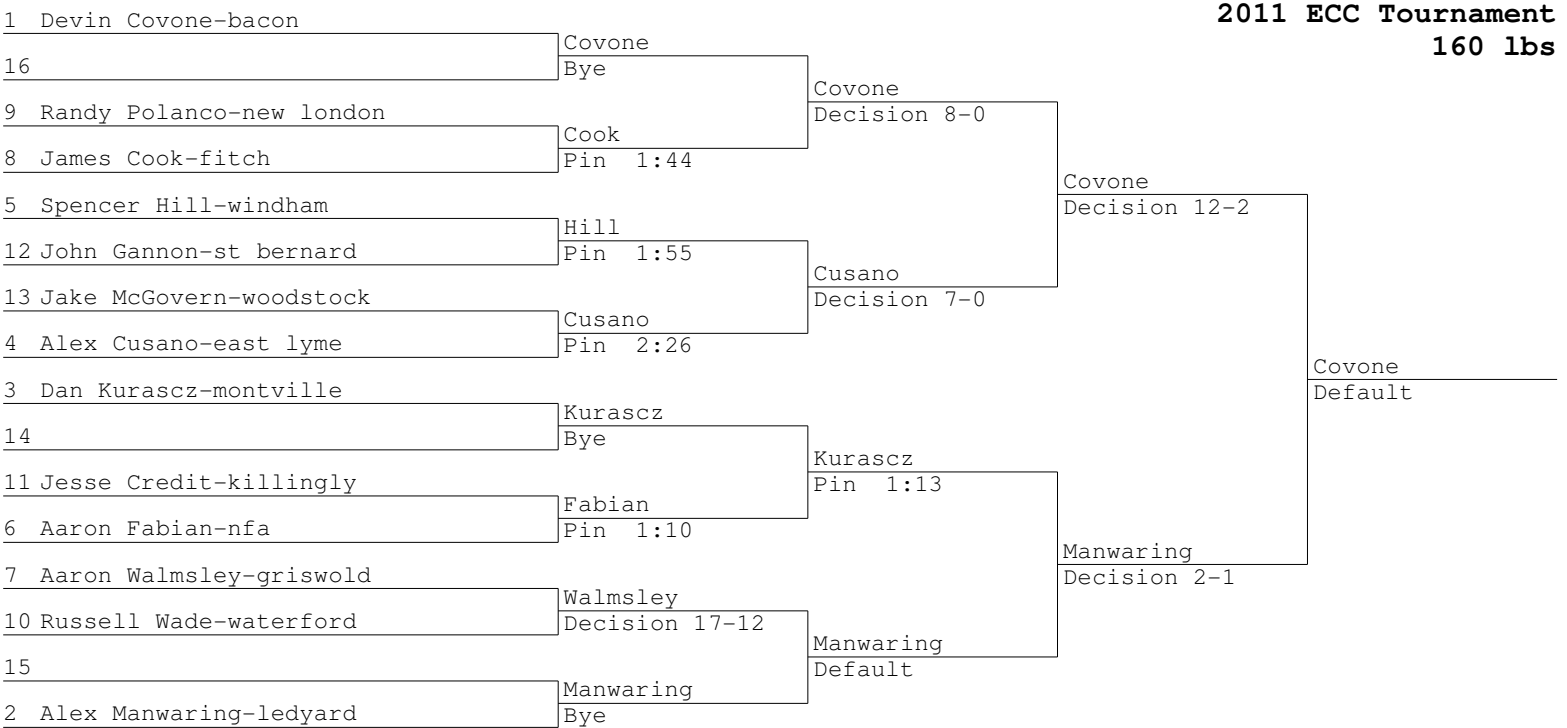 2011 ECC Tournament
160 lbs
1 Devin Covone-bacon
16
9 Randy Polanco-new london
8 James Cook-fitch
5 Spencer Hill-windham
12 John Gannon-st bernard
13 Jake McGovern-woodstock
4 Alex Cusano-east lyme
3 Dan Kurascz-montville
14
11 Jesse Credit-killingly
6 Aaron Fabian-nfa
7 Aaron Walmsley-griswold
10 Russell Wade-waterford
15
2 Alex Manwaring-ledyard
Covone
Bye
Cook
Pin 1:44
Hill
Pin 1:55
Cusano
Pin 2:26
Kurascz
Bye
Fabian
Pin 1:10
Walmsley
Decision 17-12
Manwaring
Bye
Covone
Decision 8-0
Cusano
Decision 7-0
Kurascz
Pin 1:13
Manwaring
Default
Covone
Decision 12-2
Manwaring
Decision 2-1
Covone
Default